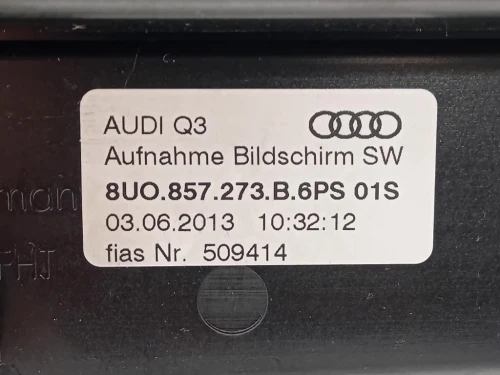 AUDI Q3
Aufnahme Bildschirm SW
8UO.857.273.B.6PS 01S
03.06.2013 10:32:12
fias Nr. 509414